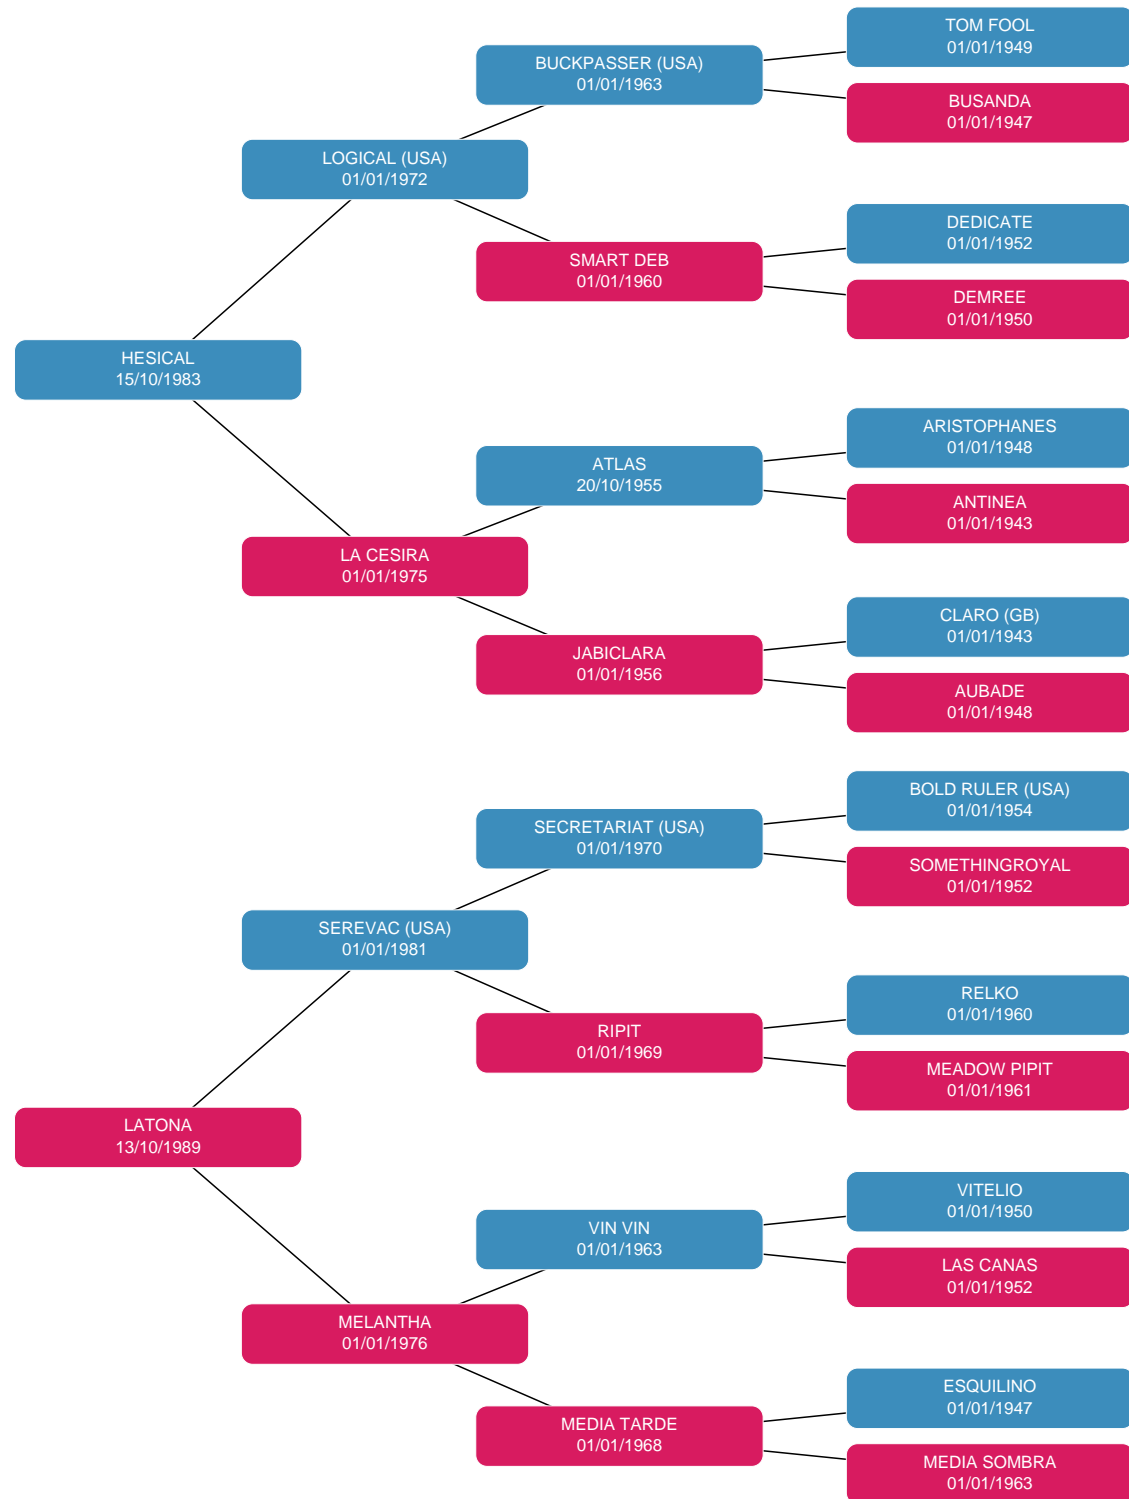 TOM FOOL
01/01/1949
BUCKPASSER (USA)
01/01/1963
BUSANDA
01/01/1947
LOGICAL (USA)
01/01/1972
DEDICATE
01/01/1952
SMART DEB
01/01/1960
DEMREE
01/01/1950
HESICAL
15/10/1983
ARISTOPHANES
01/01/1948
ATLAS
20/10/1955
ANTINEA
01/01/1943
LA CESIRA
01/01/1975
CLARO (GB)
01/01/1943
JABICLARA
01/01/1956
AUBADE
01/01/1948
BOLD RULER (USA)
01/01/1954
SECRETARIAT (USA)
01/01/1970
SOMETHINGROYAL
01/01/1952
SEREVAC (USA)
01/01/1981
RELKO
01/01/1960
RIPIT
01/01/1969
MEADOW PIPIT
01/01/1961
LATONA
13/10/1989
VITELIO
01/01/1950
VIN VIN
01/01/1963
LAS CANAS
01/01/1952
MELANTHA
01/01/1976
ESQUILINO
01/01/1947
MEDIA TARDE
01/01/1968
MEDIA SOMBRA
01/01/1963